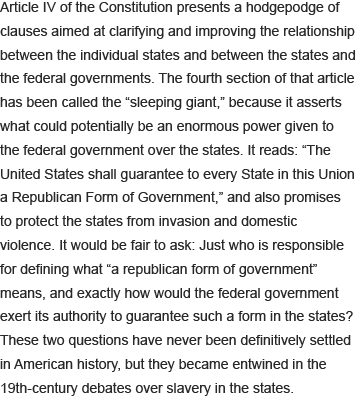 Article IV of the Constitution presents a hodgepodge of
clauses aimed at clarifying and improving the relationship
between the individual states and between the states and
the federal governments. The fourth section of that article
has been called the “sleeping giant,” because it asserts
what could potentially be an enormous power given to
the federal government over the states. It reads: “The
United States shall guarantee to every State in this Union
a Republican Form of Government,” and also promises
to protect the states from invasion and domestic
violence. It would be fair to ask: Just who is responsible
for defining what “a republican form of government”
means, and exactly how would the federal government
exert its authority to guarantee such a form in the states?
These two questions have never been definitively settled
in American history, but they became entwined in the
19th-century debates over slavery in the states.